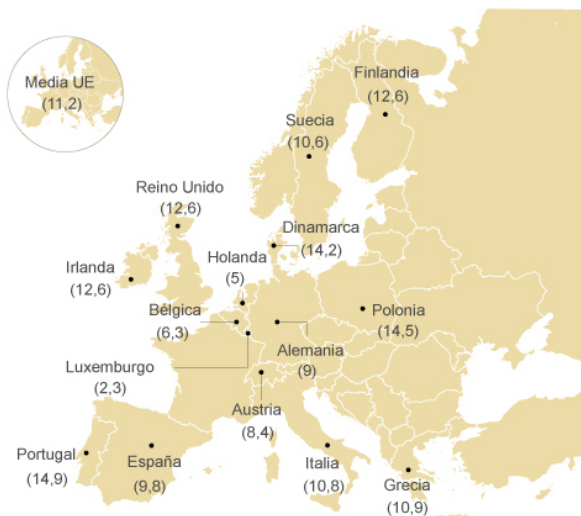 Media UE
(11,2)
Finlandia
(12,6)
Suecia
(10,6)
Reino Unido
(12,6)
Dinamarca
(14,2)
Holanda
(5)
Irlanda
(12,6)
Bélgica
(6,3)
Polonia
(14,5)
Alemania
(9)
Luxemburgo
(2,3)
Austria
(8,4)
Portugal
(14,9)
España
(9,8)
Italia
(10,8)
Grecia
(10,9)